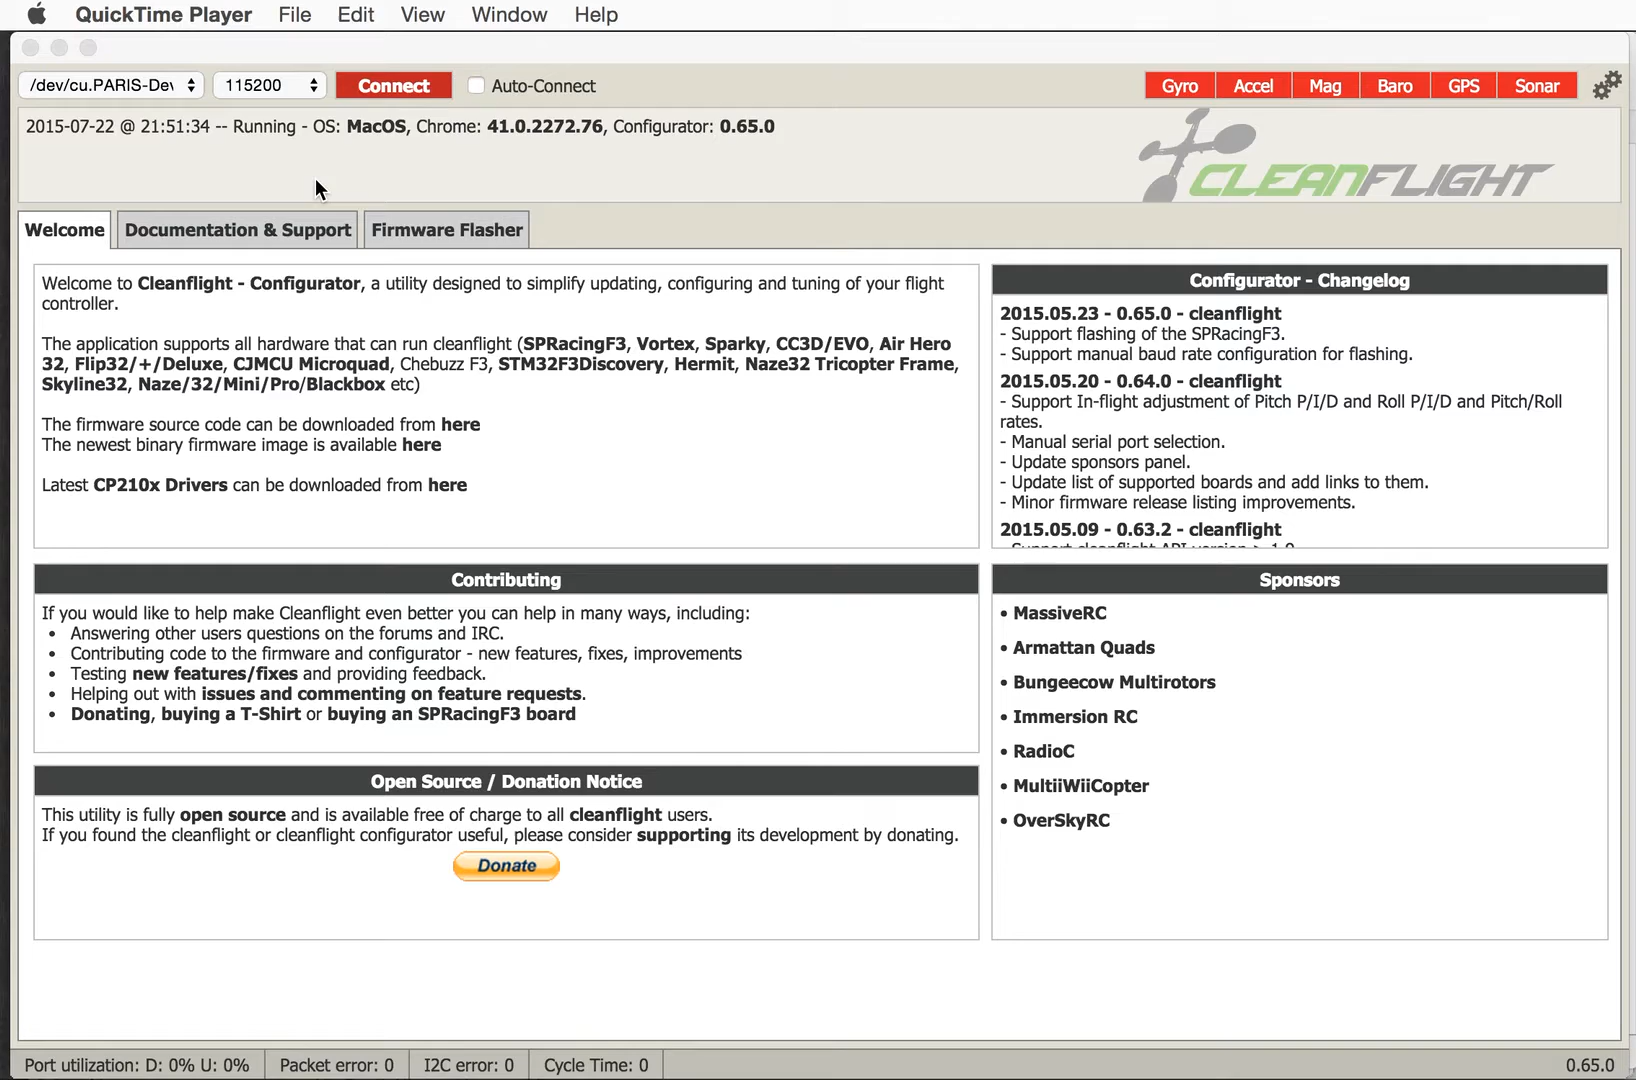 QuickTime Player File Edit View Window Help
/dev/cu.PARIS-Dev 115200 Connect Auto-Connect Gyro Accel Mag Baro GPS Sonar
2015-07-22 @ 21:51:34 -- Running - OS: MacOS, Chrome: 41.0.2272.76, Configurator: 0.65.0
CLEANFLIGHT
Welcome Documentation & Support Firmware Flasher
Welcome to Cleanflight - Configurator, a utility designed to simplify updating, configuring and tuning of your flight
controller.
The application supports all hardware that can run cleanflight (SPRacingF3, Vortex, Sparky, CC3D/EVO, Air Hero
32, Flip32/+/Deluxe, CJMCU Microquad, Chebuzz F3, STM32F3Discovery, Hermit, Naze32 Tricopter Frame,
Skyline32, Naze/32/Mini/Pro/Blackbox etc)
The firmware source code can be downloaded from here
The newest binary firmware image is available here
Latest CP210x Drivers can be downloaded from here
Configurator - Changelog
2015.05.23 - 0.65.0 - cleanflight
- Support flashing of the SPRacingF3.
- Support manual baud rate configuration for flashing.
2015.05.20 - 0.64.0 - cleanflight
- Support In-flight adjustment of Pitch P/I/D and Roll P/I/D and Pitch/Roll
rates.
- Manual serial port selection.
- Update sponsors panel.
- Update list of supported boards and add links to them.
- Minor firmware release listing improvements.
2015.05.09 - 0.63.2 - cleanflight
Contributing
If you would like to help make Cleanflight even better you can help in many ways, including:
• Answering other users questions on the forums and IRC.
• Contributing code to the firmware and configurator - new features, fixes, improvements
• Testing new features/fixes and providing feedback.
• Helping out with issues and commenting on feature requests.
• Donating, buying a T-Shirt or buying an SPRacingF3 board
Sponsors
• MassiveRC
• Armattan Quads
• Bungeecow Multirotors
• Immersion RC
• RadioC
• MultiiWiiCopter
• OverSkyRC
Open Source / Donation Notice
This utility is fully open source and is available free of charge to all cleanflight users.
If you found the cleanflight or cleanflight configurator useful, please consider supporting its development by donating.
Donate
Port utilization: D: 0% U: 0% Packet error: 0 I2C error: 0 Cycle Time: 0 0.65.0